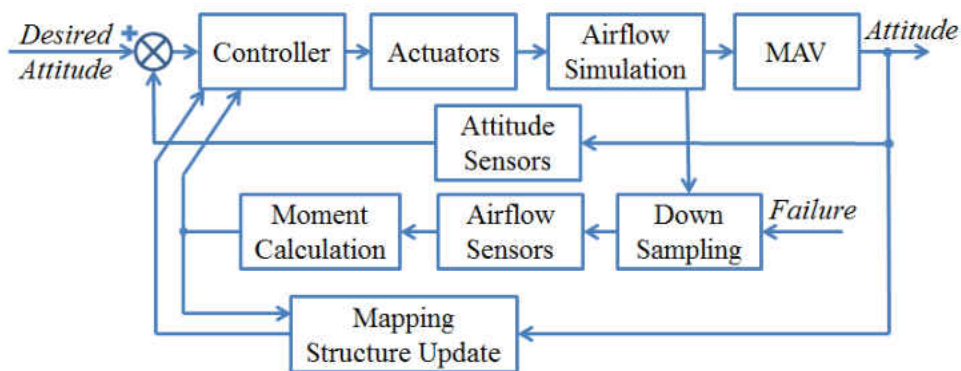 Desired
Attitude
+
Controller
Actuators
Airflow
Simulation
MAV
Attitude
Attitude
Sensors
Moment
Calculation
Airflow
Sensors
Down
Sampling
Failure
Mapping
Structure Update